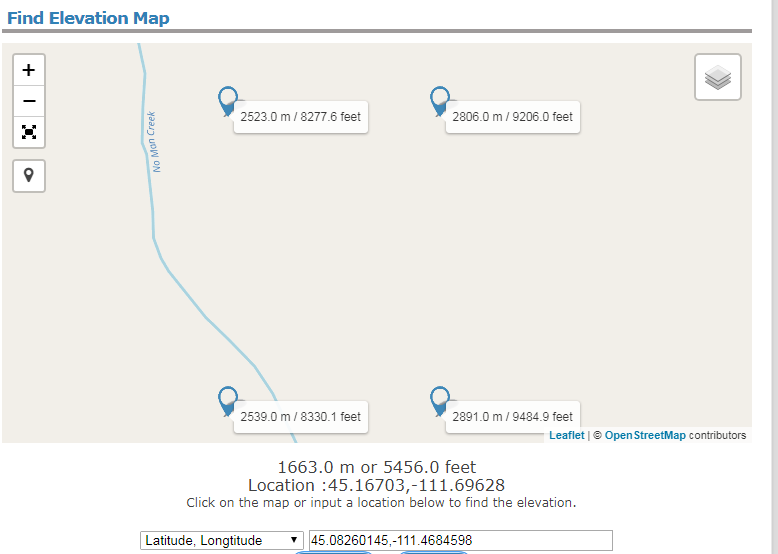 Find Elevation Map
+
−
No Man Creek
2523.0 m / 8277.6 feet
2806.0 m / 9206.0 feet
2539.0 m / 8330.1 feet
2891.0 m / 9484.9 feet
Leaflet | © OpenStreetMap contributors
1663.0 m or 5456.0 feet
Location :45.16703,-111.69628
Click on the map or input a location below to find the elevation.
Latitude, Longtitude
45.08260145,-111.4684598